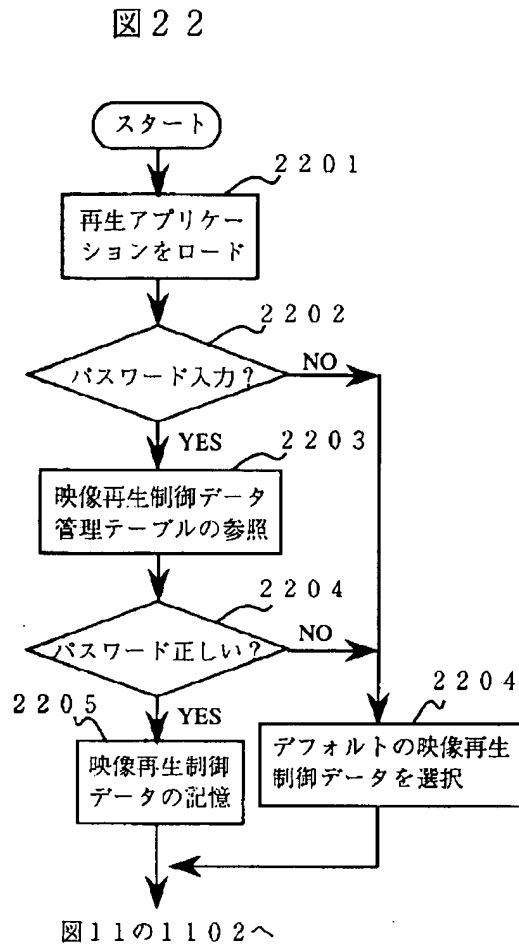 図２２
スタート
２２０１
再生アプリケー
ションをロード
２２０２
パスワード入力？
NO
YES
２２０３
映像再生制御データ
管理テーブルの参照
２２０４
パスワード正しい？
NO
YES
２２０５
映像再生制御
データの記憶
２２０４
デフォルトの映像再生
制御データを選択
図１１の１１０２へ